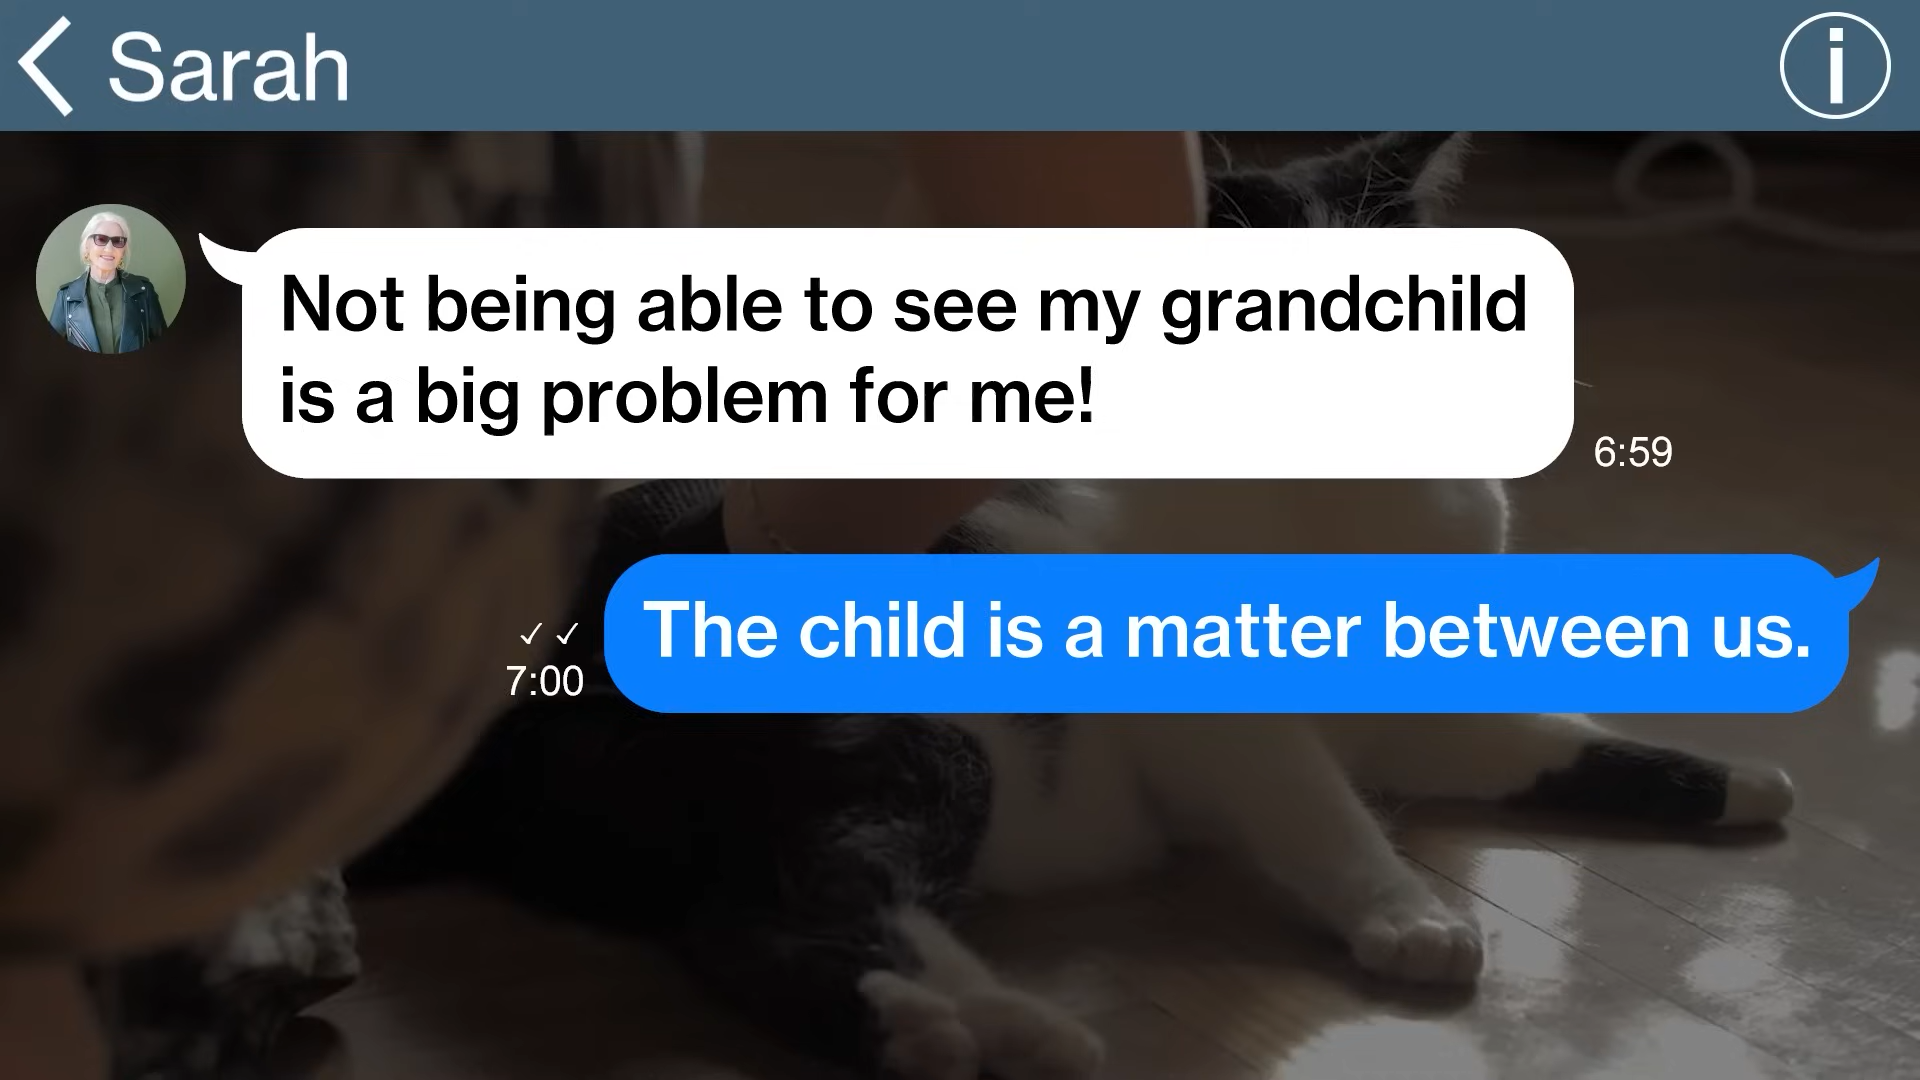 Sarah
Not being able to see my grandchild
is a big problem for me!
6:59
The child is a matter between us.
7:00